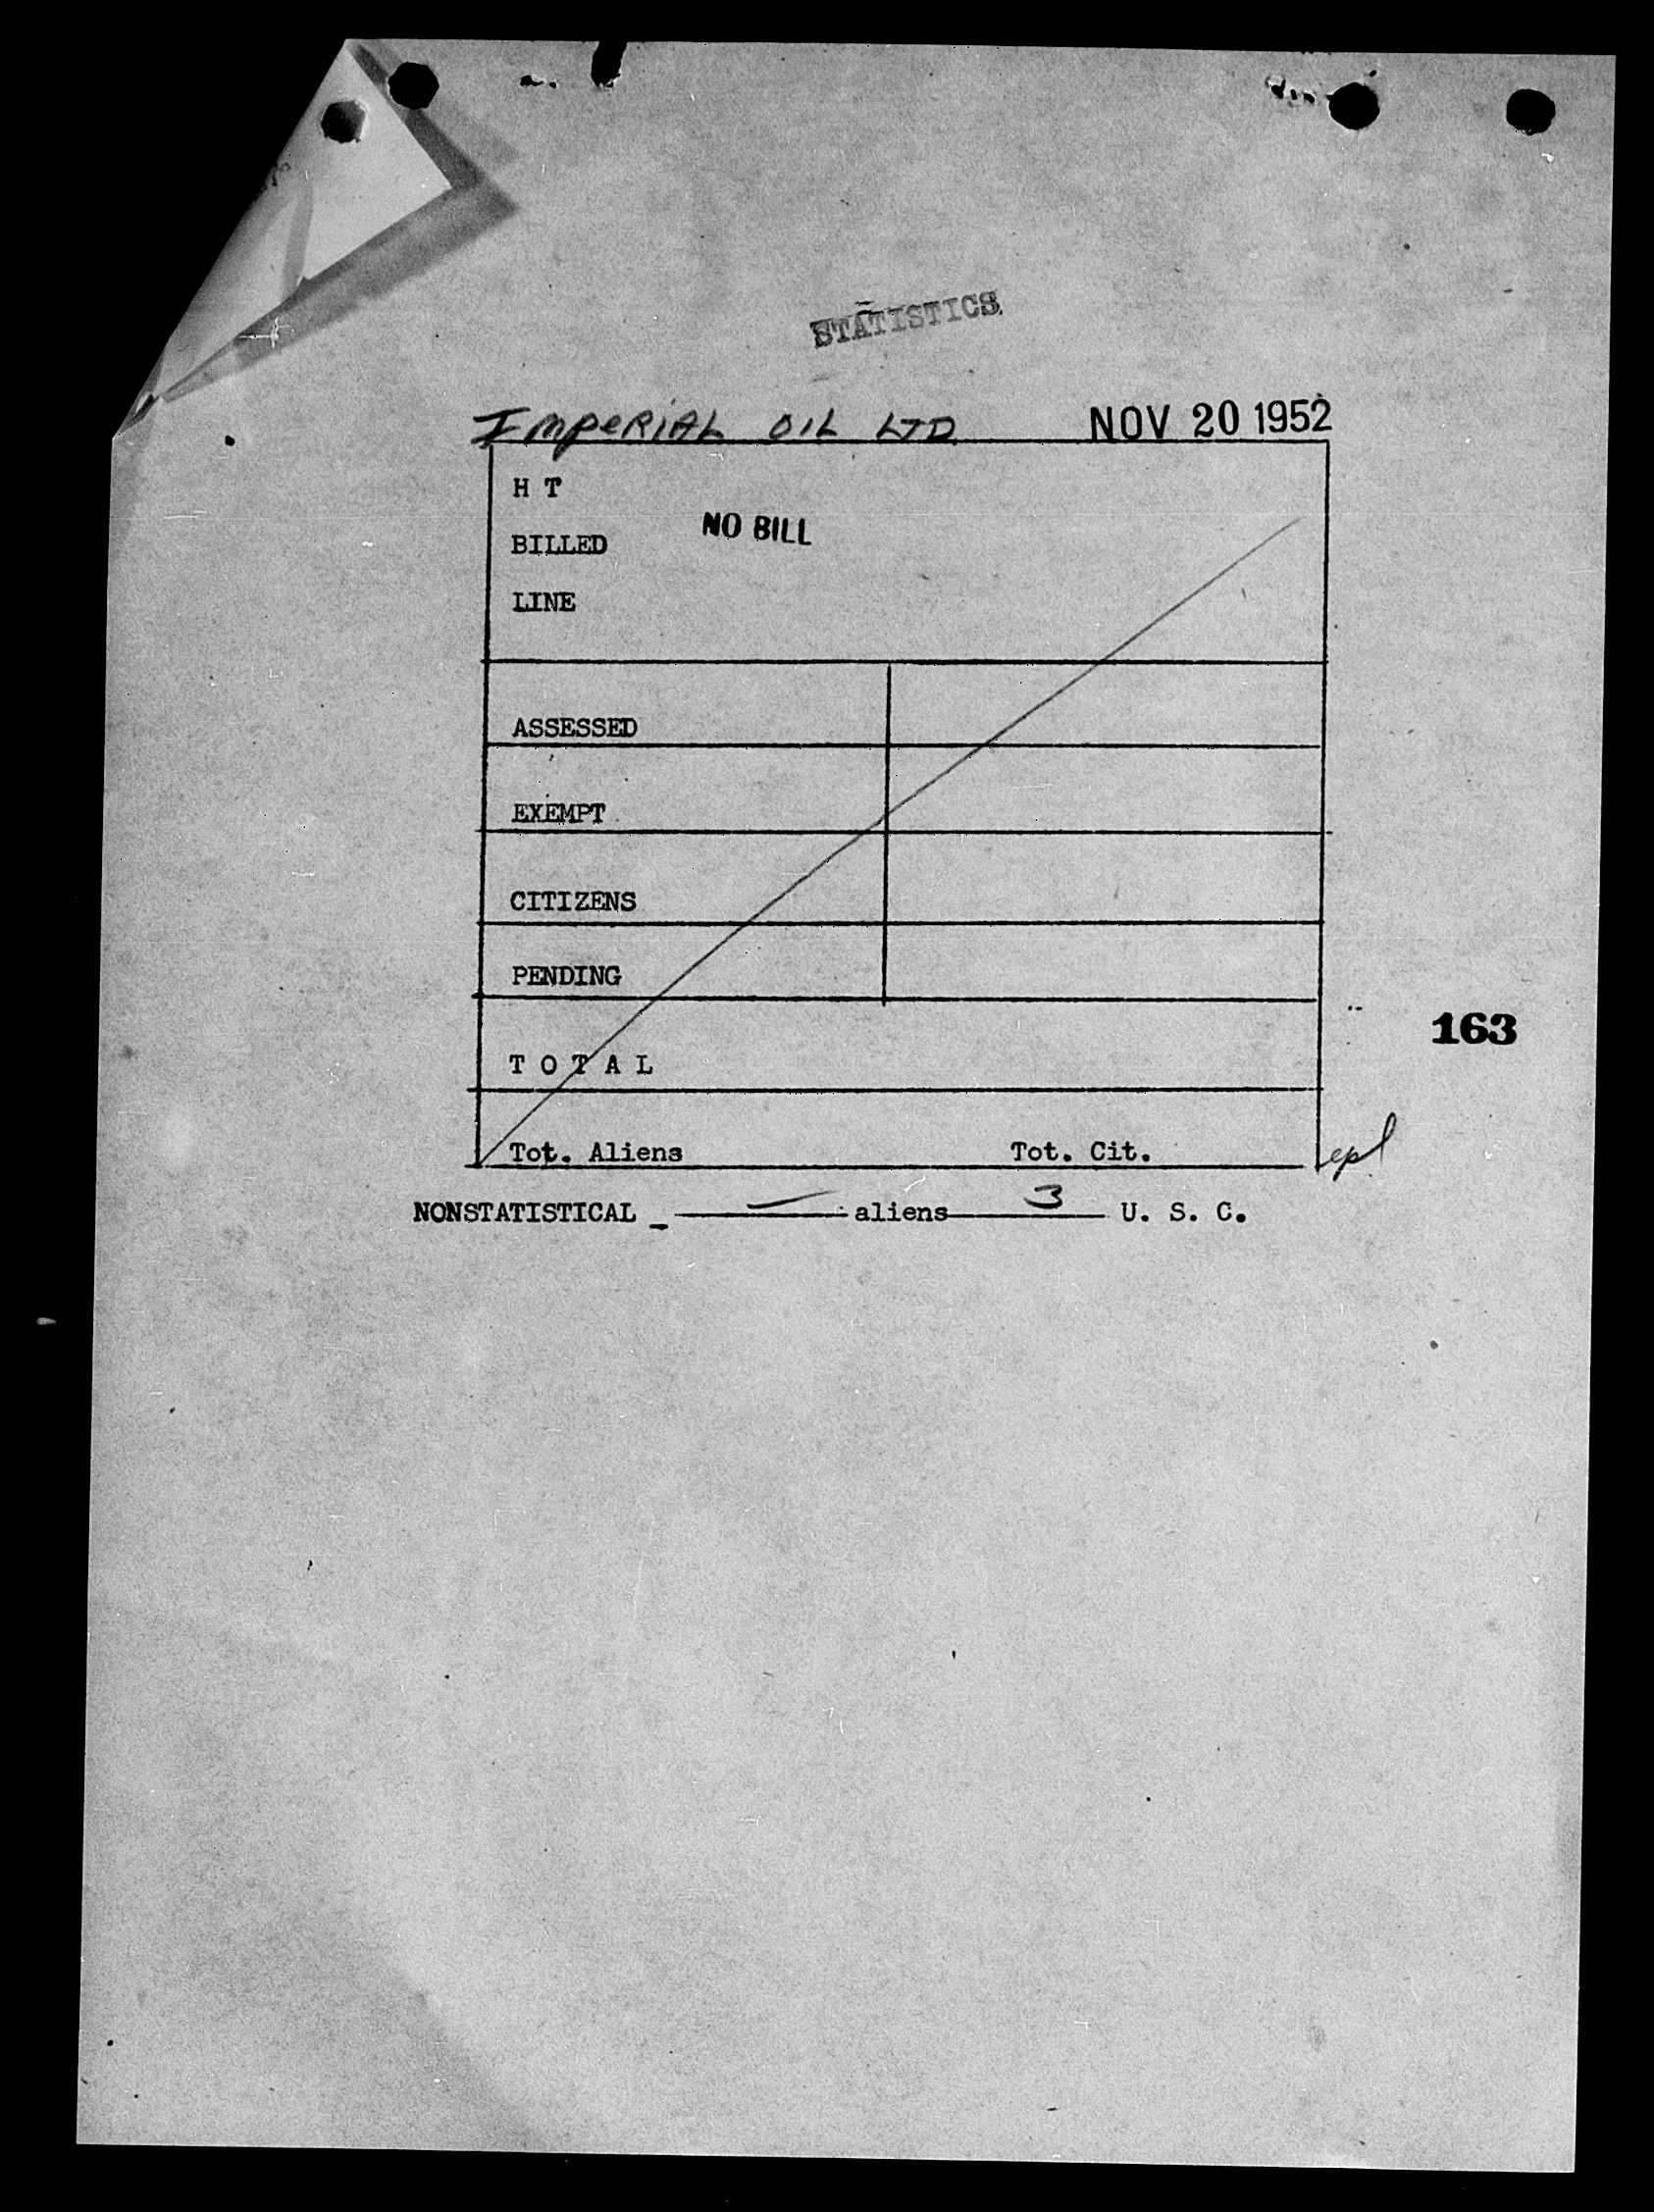 STATISTICS
Imperial Oil LTD NOV 20 1952
H T
NO BILL
BILLED
LINE
ASSESSED
EXEMPT
CITIZENS
PENDING
163
T O T A L
Tot. Aliens Tot. Cit.
NONSTATISTICAL — aliens 3 U. S. C.